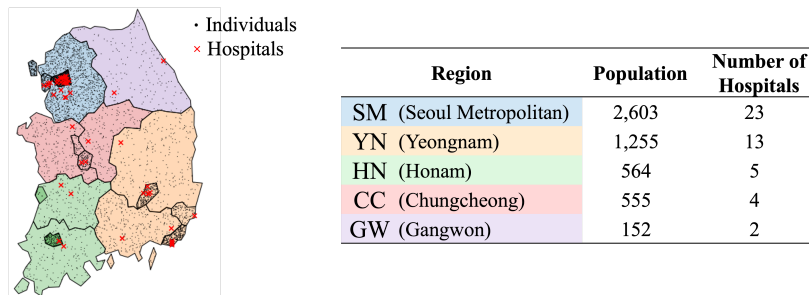 • Individuals
× Hospitals
Region Population Number of Hospitals
SM (Seoul Metropolitan) 2,603 23
YN (Yeongnam) 1,255 13
HN (Honam) 564 5
CC (Chungcheong) 555 4
GW (Gangwon) 152 2